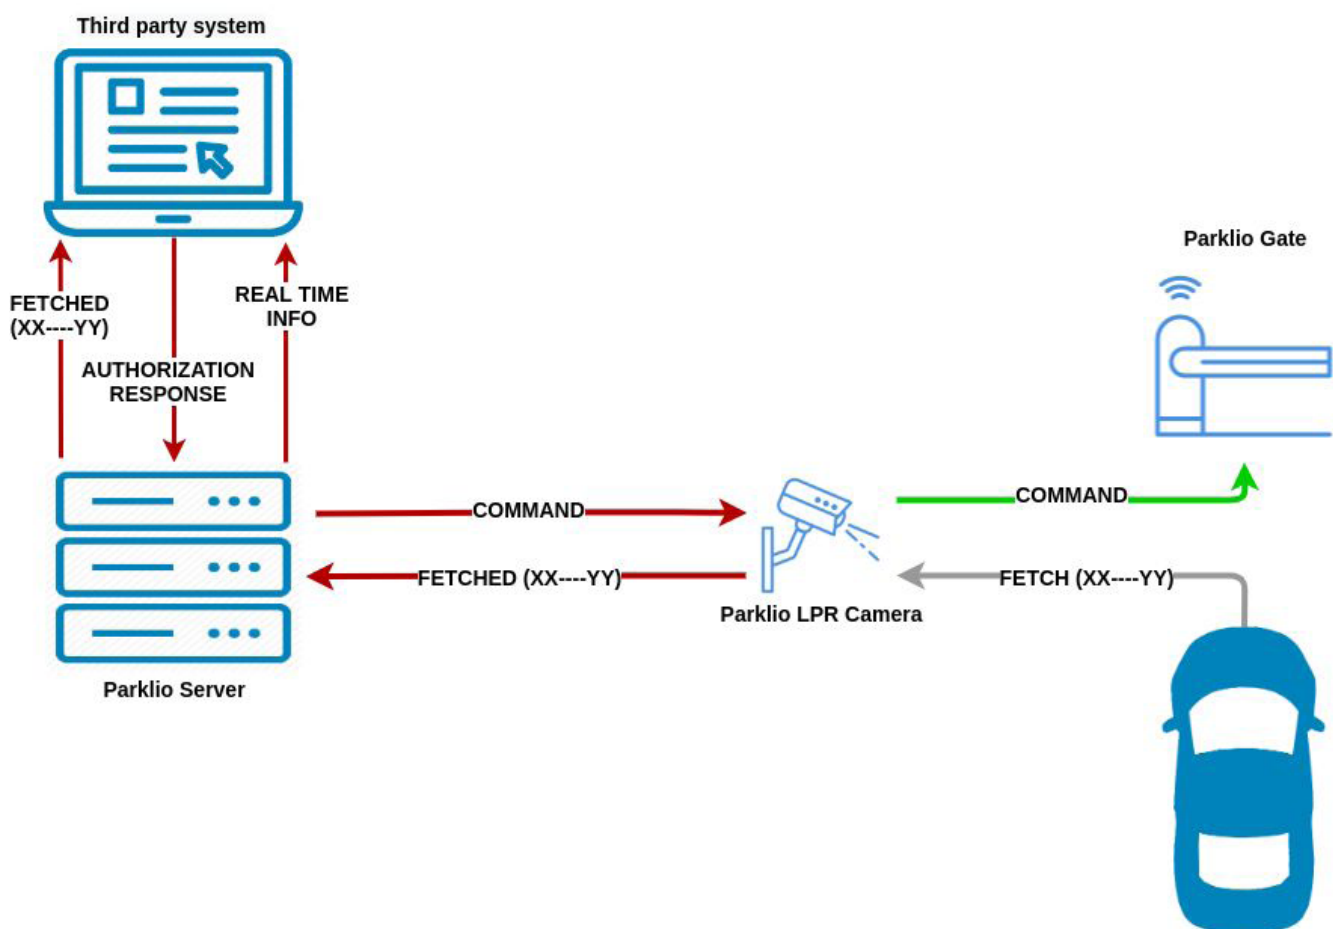 Third party system
Parklio Gate
FETCHED
(XX----YY)
REAL TIME
INFO
AUTHORIZATION
RESPONSE
COMMAND
COMMAND
FETCHED (XX----YY)
FETCH (XX----YY)
Parklio LPR Camera
Parklio Server